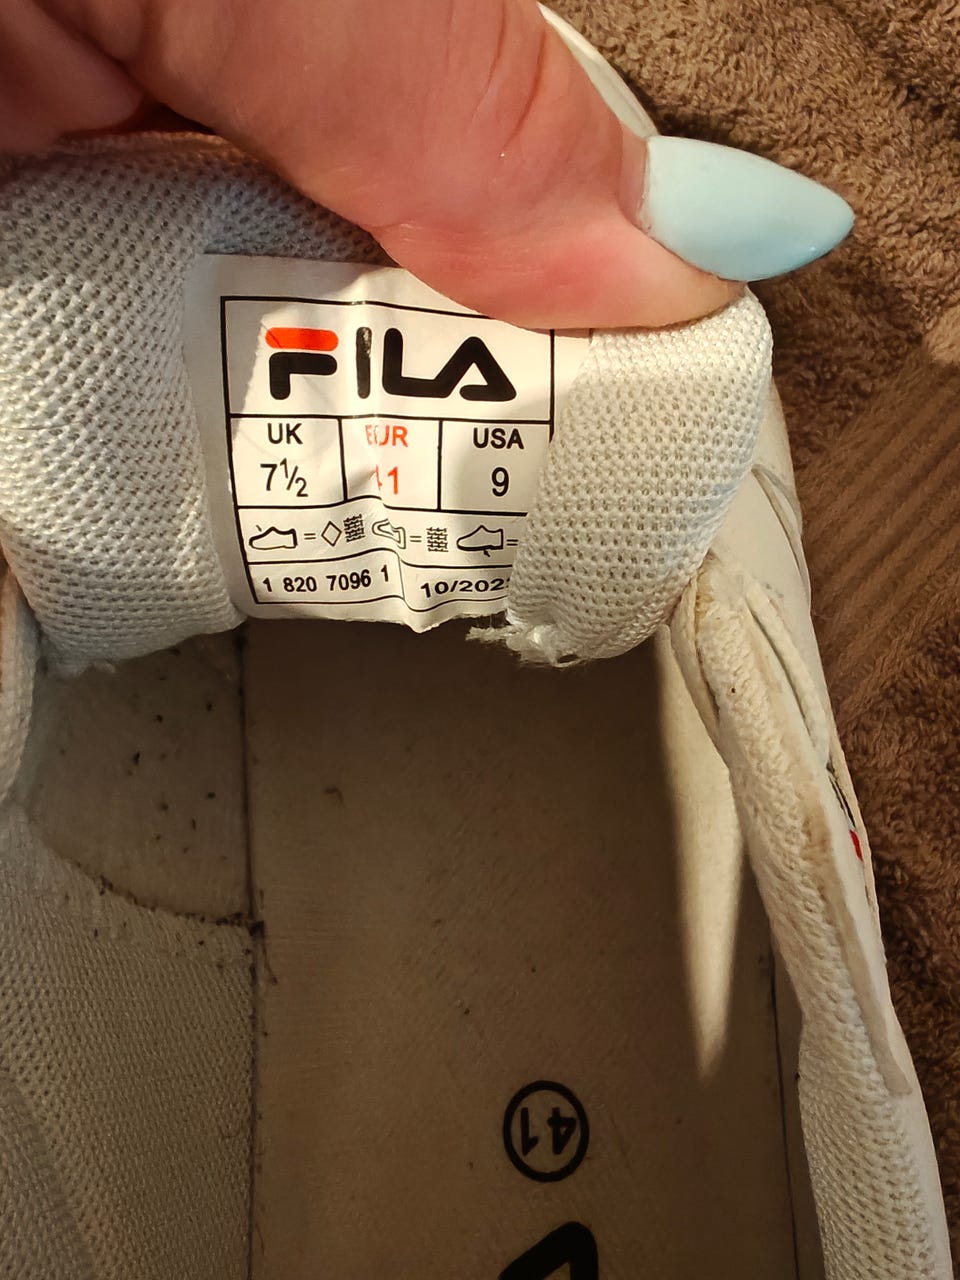 FILA
UK EUR USA
7½ 41 9
= =  =
1 820 7096 1 10/202
41